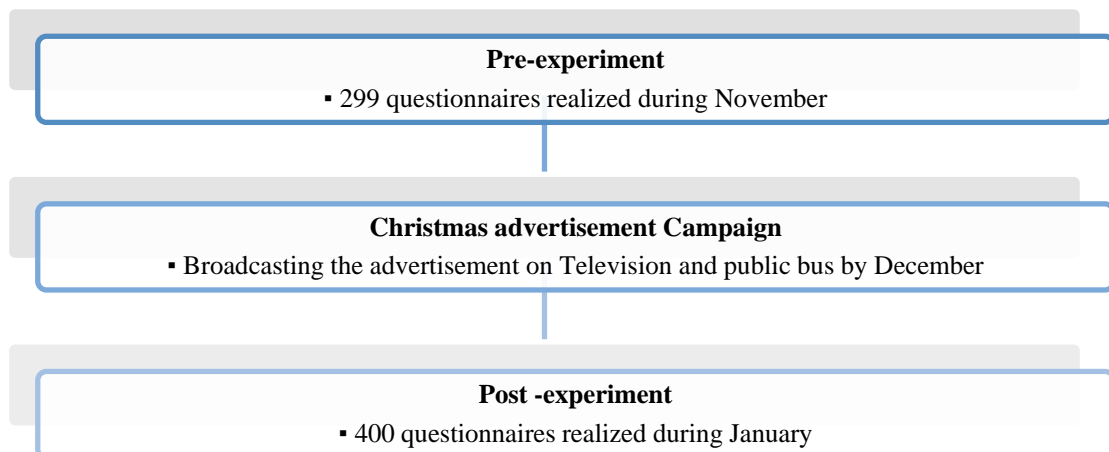 Pre-experiment
▪ 299 questionnaires realized during November
Christmas advertisement Campaign
▪ Broadcasting the advertisement on Television and public bus by December
Post -experiment
▪ 400 questionnaires realized during January